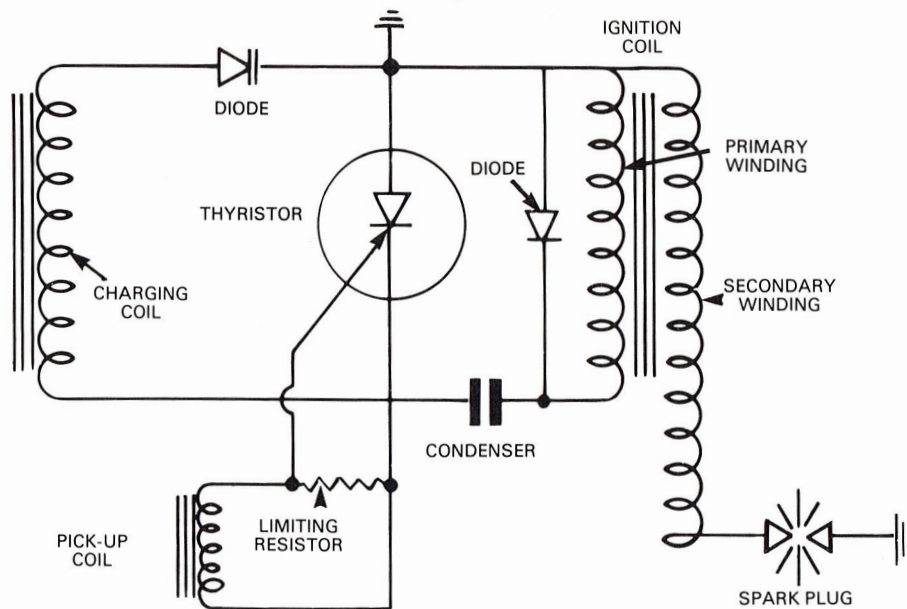 IGNITION
COIL
DIODE
PRIMARY
WINDING
DIODE
THYRISTOR
CHARGING
COIL
SECONDARY
WINDING
CONDENSER
LIMITING
RESISTOR
PICK-UP
COIL
SPARK PLUG